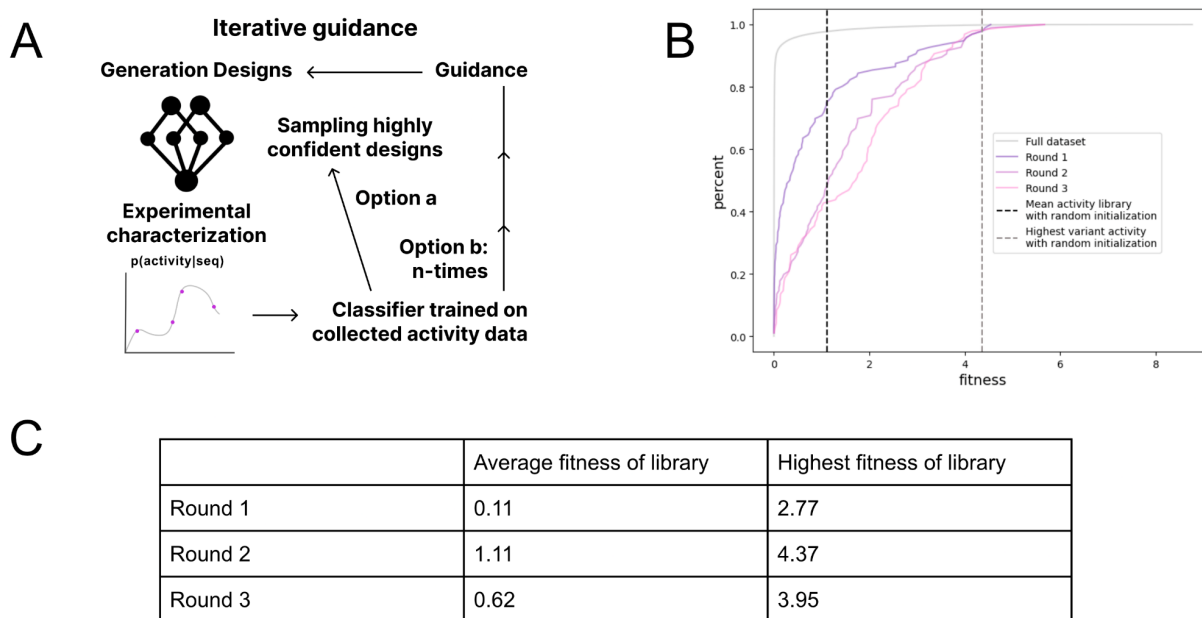 A
Iterative guidance
Generation Designs
Guidance
Sampling highly
confident designs
Option a
Experimental
characterization
p(activity|seq)
Option b:
n-times
Classifier trained on
collected activity data
B
1.0
0.8
0.6
0.4
0.2
0.0
percent
0 2 4 6 8
fitness
Full dataset
Round 1
Round 2
Round 3
Mean activity library
with random initialization
Highest variant activity
with random initialization
C
Average fitness of library Highest fitness of library
Round 1 0.11 2.77
Round 2 1.11 4.37
Round 3 0.62 3.95